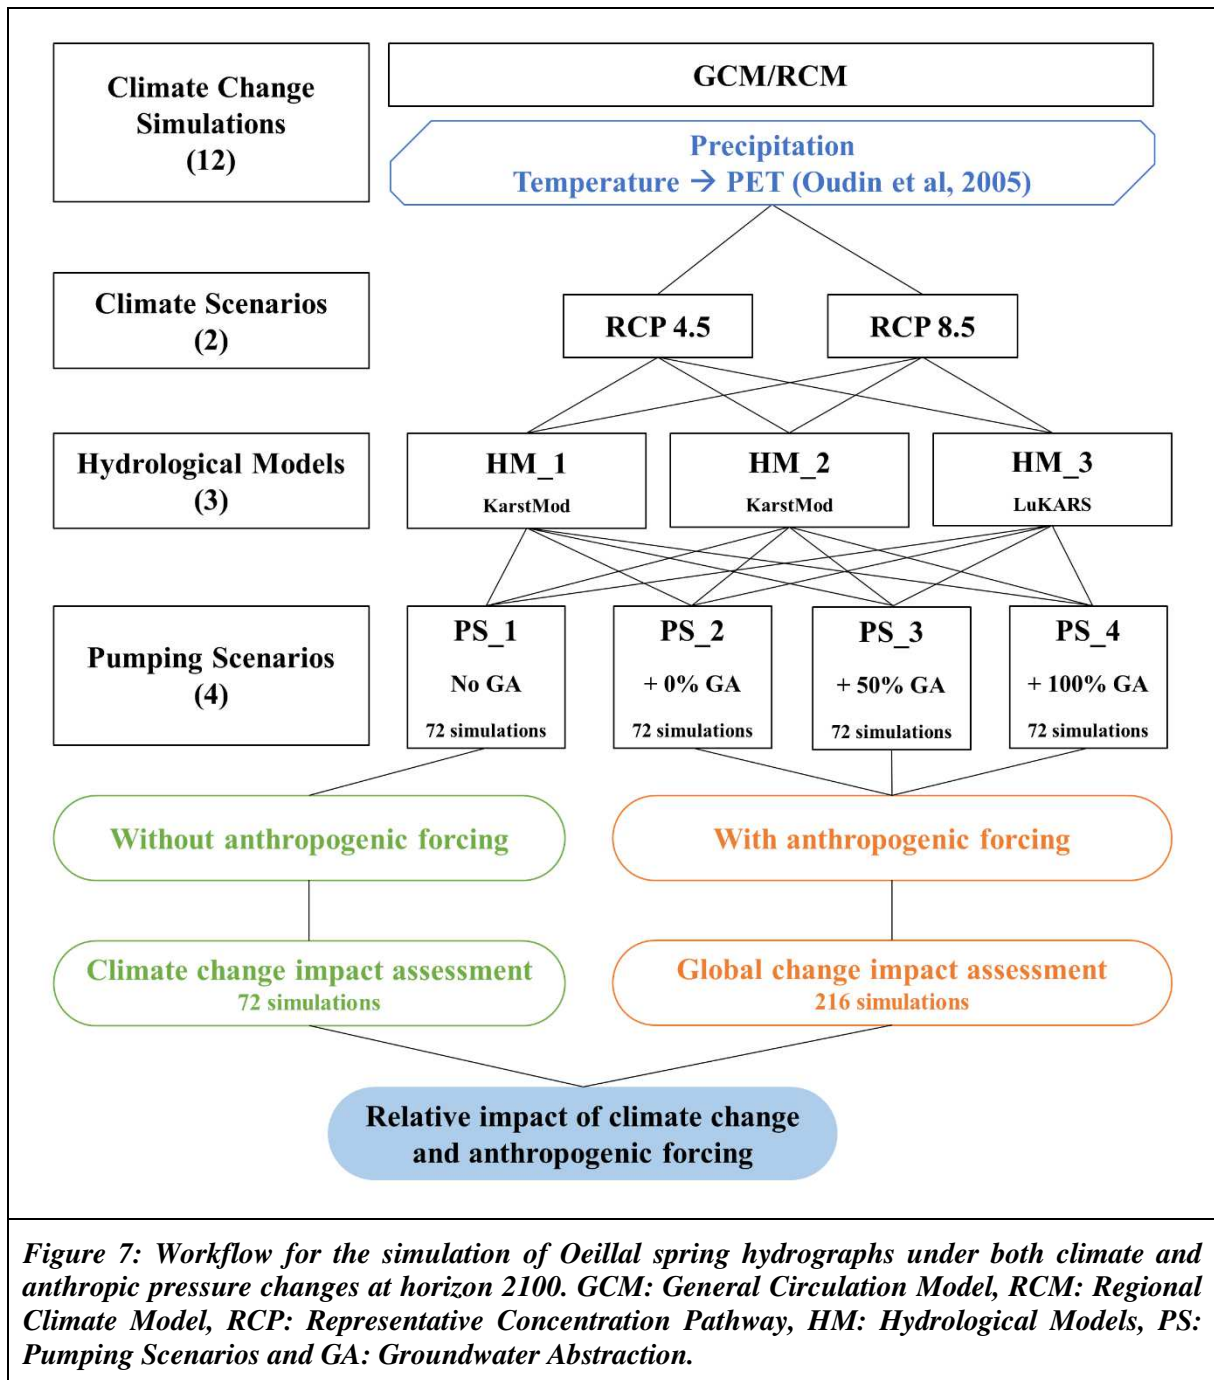 Climate Change
Simulations
(12)
GCM/RCM
Precipitation
Temperature → PET (Oudin et al, 2005)
Climate Scenarios
(2)
RCP 4.5
RCP 8.5
Hydrological Models
(3)
HM_1
KarstMod
HM_2
KarstMod
HM_3
LuKARS
Pumping Scenarios
(4)
PS_1
No GA
72 simulations
PS_2
+ 0% GA
72 simulations
PS_3
+ 50% GA
72 simulations
PS_4
+ 100% GA
72 simulations
Without anthropogenic forcing
With anthropogenic forcing
Climate change impact assessment
72 simulations
Global change impact assessment
216 simulations
Relative impact of climate change
and anthropogenic forcing
Figure 7: Workflow for the simulation of Oeillal spring hydrographs under both climate and
anthropic pressure changes at horizon 2100. GCM: General Circulation Model, RCM: Regional
Climate Model, RCP: Representative Concentration Pathway, HM: Hydrological Models, PS:
Pumping Scenarios and GA: Groundwater Abstraction.